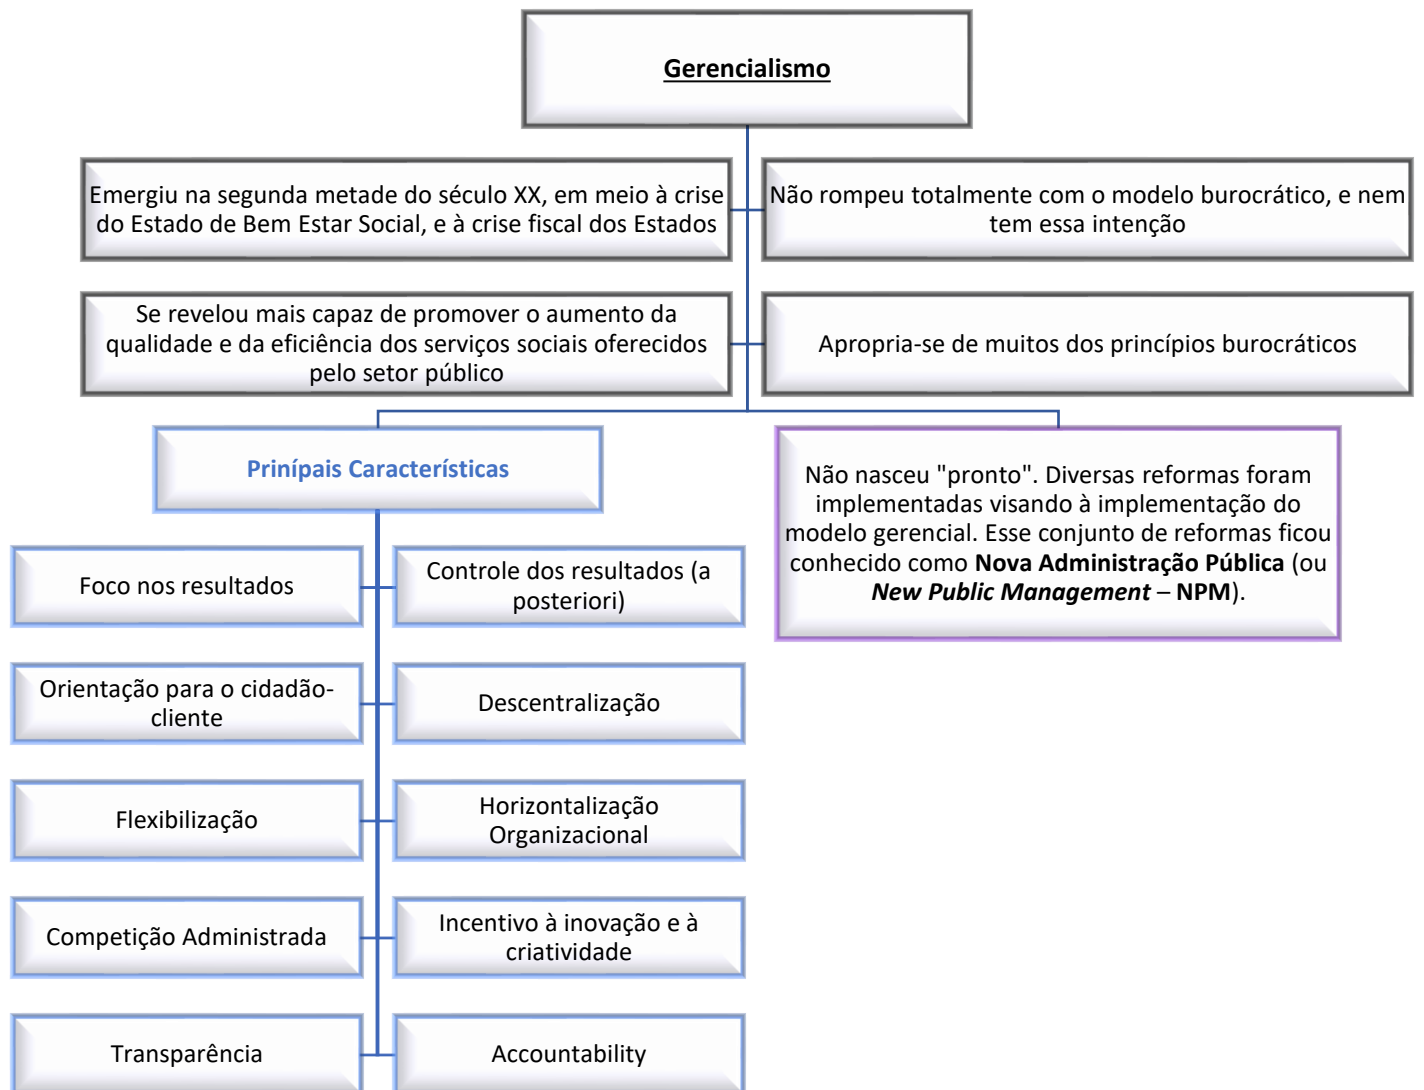 Gerencialismo
Emergiu na segunda metade do século XX, em meio à crise
do Estado de Bem Estar Social, e à crise fiscal dos Estados
Não rompeu totalmente com o modelo burocrático, e nem
tem essa intenção
Se revelou mais capaz de promover o aumento da
qualidade e da eficiência dos serviços sociais oferecidos
pelo setor público
Apropria-se de muitos dos princípios burocráticos
Prinípais Características
Não nasceu "pronto". Diversas reformas foram
implementadas visando à implementação do
modelo gerencial. Esse conjunto de reformas ficou
conhecido como Nova Administração Pública (ou
New Public Management – NPM).
Foco nos resultados
Controle dos resultados (a
posteriori)
Orientação para o cidadão-
cliente
Descentralização
Flexibilização
Horizontalização
Organizacional
Competição Administrada
Incentivo à inovação e à
criatividade
Transparência
Accountability